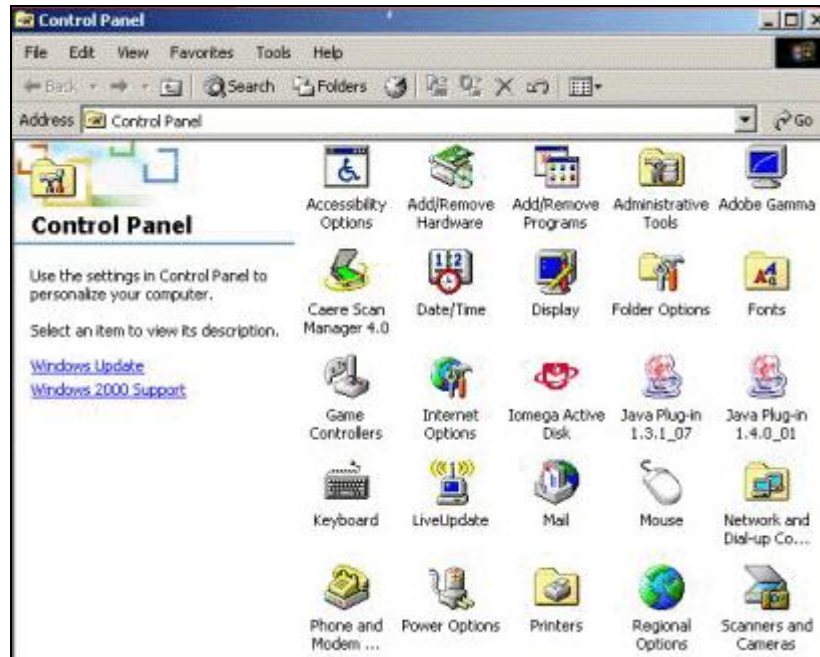 Control Panel
File Edit View Favorites Tools Help
Back Search Folders
Address Control Panel Go
Control Panel
Use the settings in Control Panel to
personalize your computer.
Select an item to view its description.
Windows Update
Windows 2000 Support
Accessibility Options
Add/Remove Hardware
Add/Remove Programs
Administrative Tools
Adobe Gamma
Caere Scan Manager 4.0
Date/Time
Display
Folder Options
Fonts
Game Controllers
Internet Options
Iomega Active Disk
Java Plug-in 1.3.1_07
Java Plug-in 1.4.0_01
Keyboard
LiveUpdate
Mail
Mouse
Network and Dial-up Co...
Phone and Modem ...
Power Options
Printers
Regional Options
Scanners and Cameras